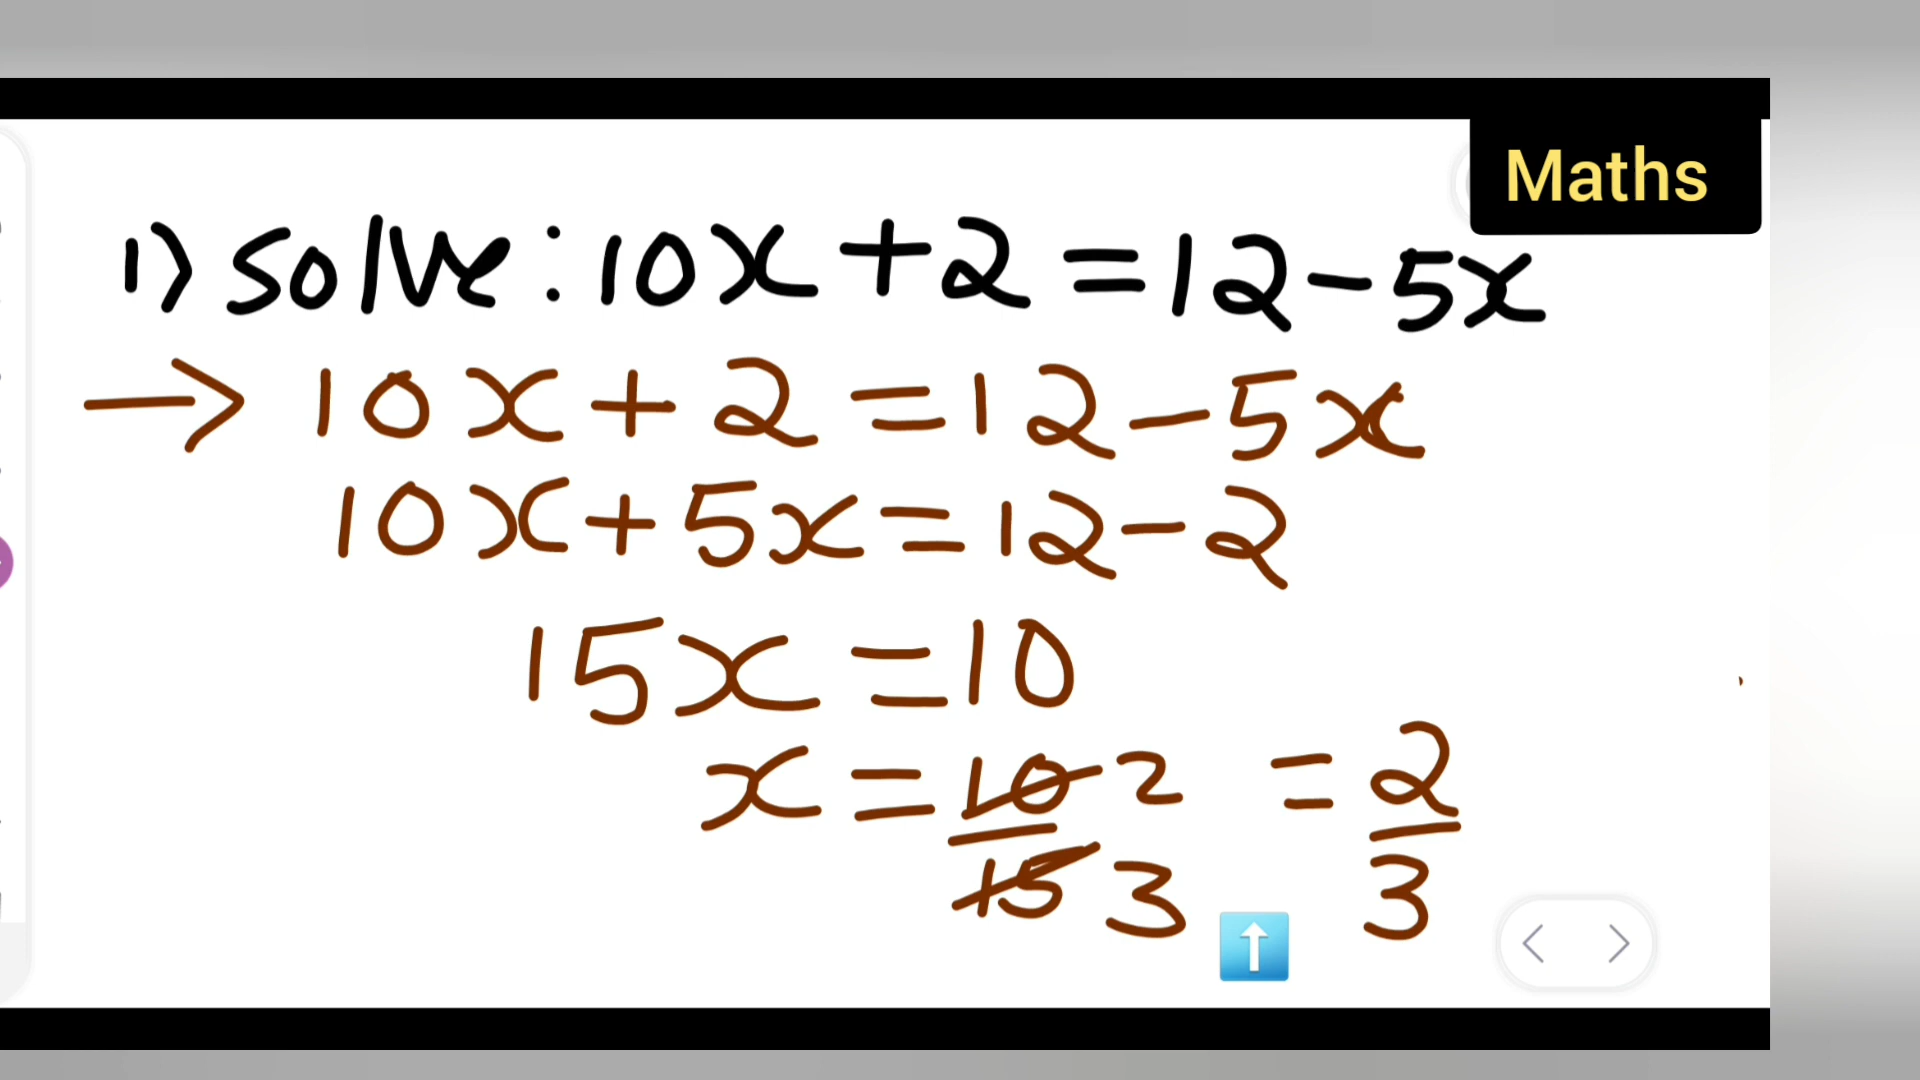 Maths
1) solve: 10x + 2 = 12 - 5x
→ 10x + 2 = 12 - 5x
10x + 5x = 12 - 2
15x = 10
x = 10/15 2/3 = 2/3